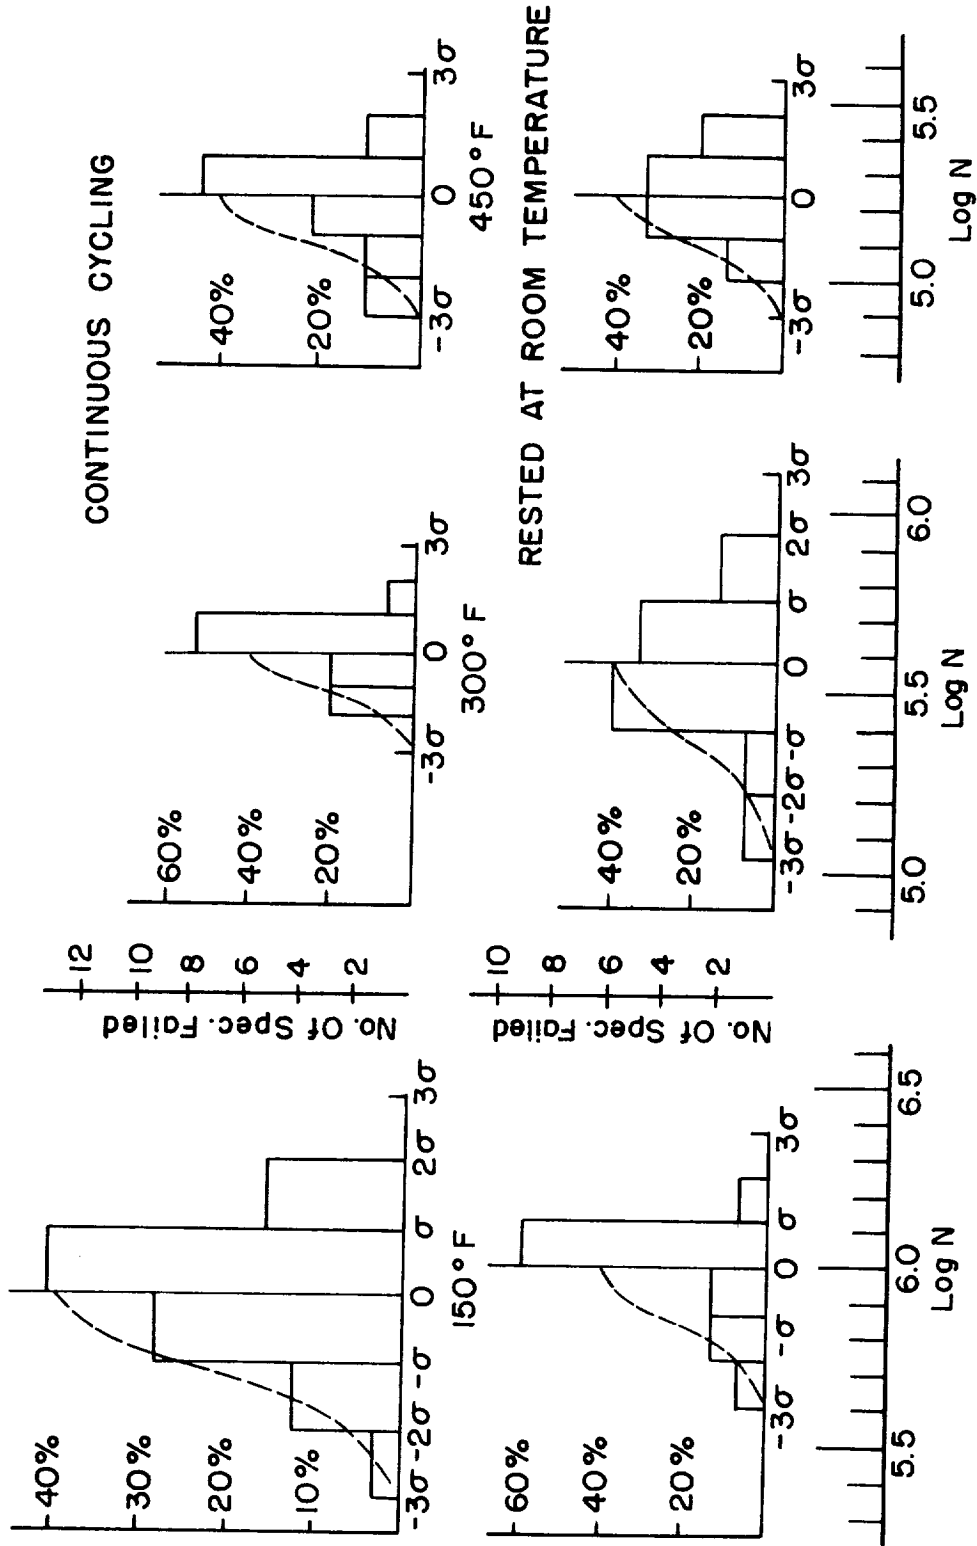 CONTINUOUS CYCLING
40%
30%
20%
10%
-3σ -2σ -σ 0 σ 2σ 3σ
150°F
No. Of Spec. Failed
12
10
8
6
4
2
60%
40%
20%
-3σ 0 3σ
300°F
40%
20%
-3σ 0 3σ
450°F
RESTED AT ROOM TEMPERATURE
60%
40%
20%
-3σ -σ 0 σ 3σ
5.5 6.0 6.5
Log N
No. Of Spec. Failed
10
8
6
4
2
40%
20%
-3σ -2σ -σ 0 σ 2σ 3σ
5.0 5.5 6.0
Log N
40%
20%
-3σ 0 3σ
5.0 5.5
Log N